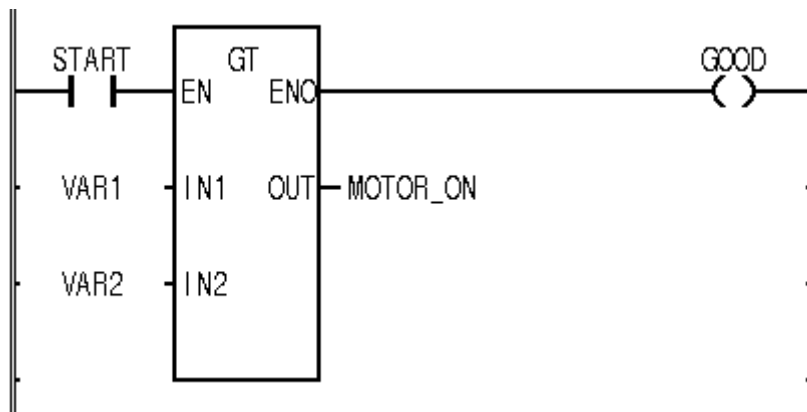 START GT GOOD
EN ENO
VAR1 IN1 OUT MOTOR_ON
VAR2 IN2